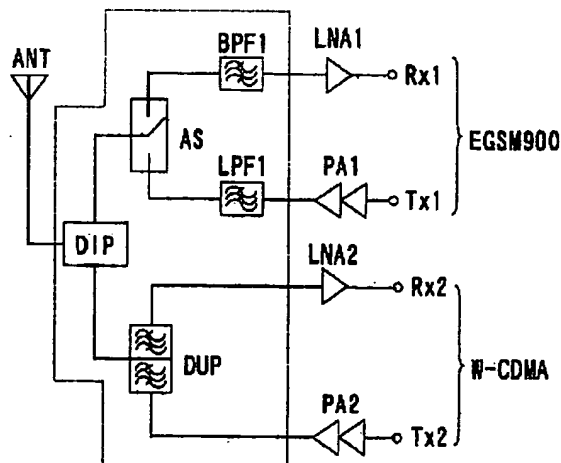 ANT
BPF1
LNA1
Rx1
AS
EGSM900
LPF1
PA1
Tx1
DIP
LNA2
Rx2
DUP
W-CDMA
PA2
Tx2